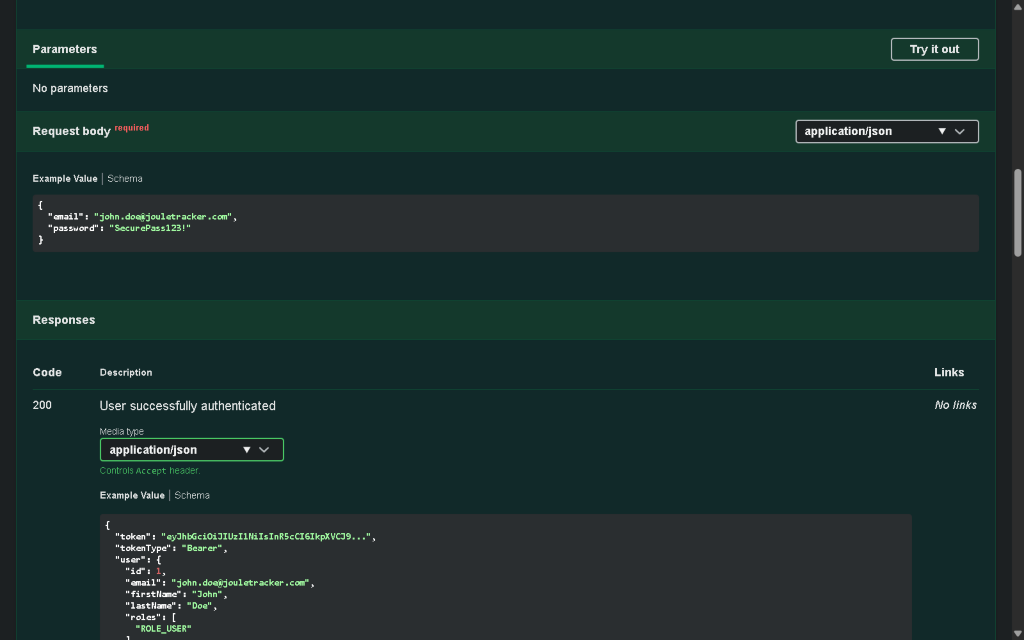 Parameters
Try it out
No parameters
Request body required
application/json
Example Value | Schema
{
"email": "john.doe@jouletracker.com",
"password": "SecurePass123!"
}
Responses
Code Description Links
200 User successfully authenticated No links
Media type
application/json
Controls Accept header.
Example Value | Schema
{
"token": "eyJhbGciOiJIUzI1NiIsInR5cCI6IkpXVCJ9...",
"tokenType": "Bearer",
"user": {
"id": 1,
"email": "john.doe@jouletracker.com",
"firstName": "John",
"lastName": "Doe",
"roles": [
"ROLE_USER"
]